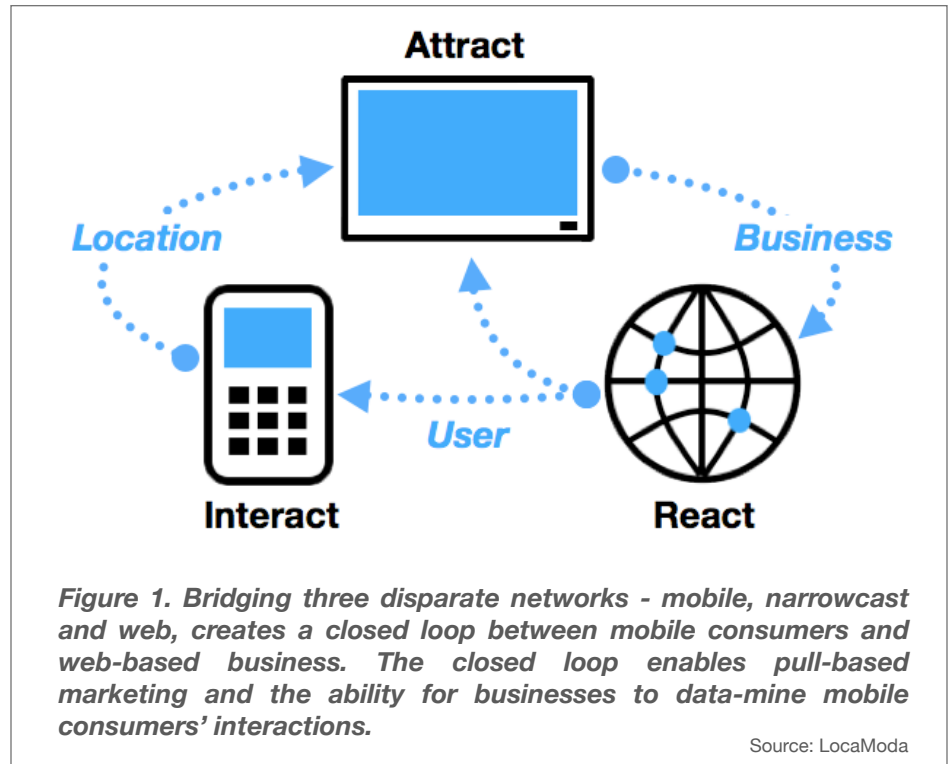 Attract
Location
Business
User
Interact
React
Figure 1. Bridging three disparate networks - mobile, narrowcast
and web, creates a closed loop between mobile consumers and
web-based business. The closed loop enables pull-based
marketing and the ability for businesses to data-mine mobile
consumers’ interactions.
Source: LocaModa